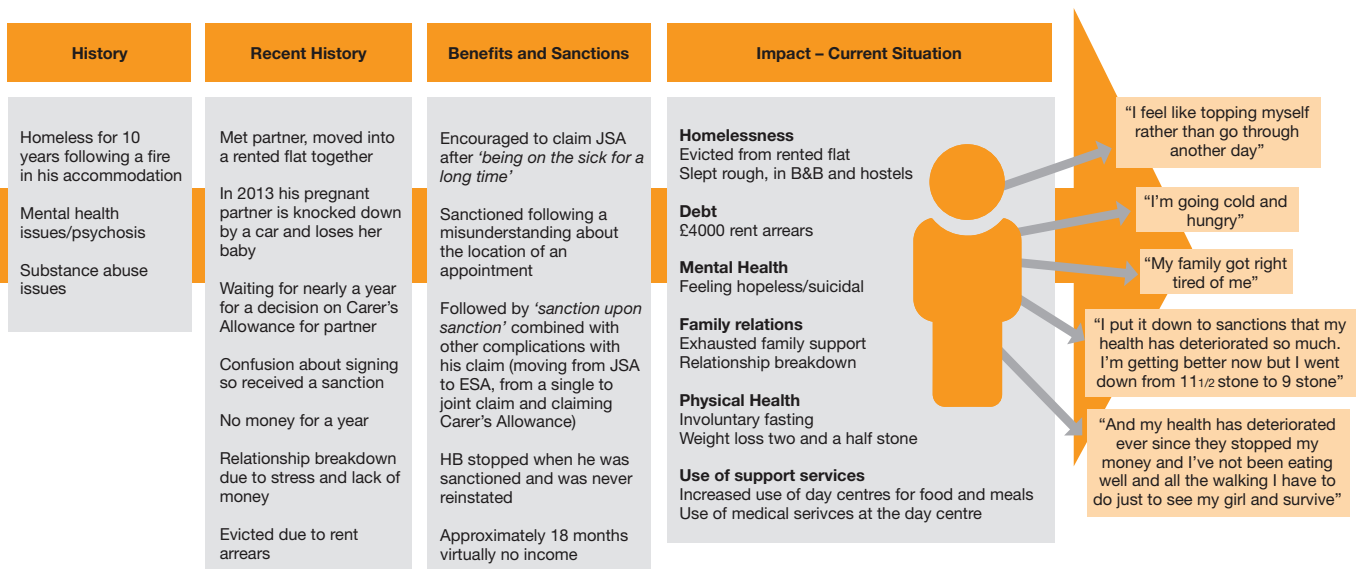 History
Homeless for 10
years following a fire
in his accommodation
Mental health
issues/psychosis
Substance abuse
issues
Recent History
Met partner, moved into
a rented flat together
In 2013 his pregnant
partner is knocked down
by a car and loses her
baby
Waiting for nearly a year
for a decision on Carer's
Allowance for partner
Confusion about signing
so received a sanction
No money for a year
Relationship breakdown
due to stress and lack of
money
Evicted due to rent
arrears
Benefits and Sanctions
Encouraged to claim JSA
after 'being on the sick for a
long time'
Sanctioned following a
misunderstanding about
the location of an
appointment
Followed by 'sanction upon
sanction' combined with
other complications with
his claim (moving from JSA
to ESA, from a single to
joint claim and claiming
Carer's Allowance)
HB stopped when he was
sanctioned and was never
reinstated
Approximately 18 months
virtually no income
Impact – Current Situation
Homelessness
Evicted from rented flat
Slept rough, in B&B and hostels
Debt
£4000 rent arrears
Mental Health
Feeling hopeless/suicidal
Family relations
Exhausted family support
Relationship breakdown
Physical Health
Involuntary fasting
Weight loss two and a half stone
Use of support services
Increased use of day centres for food and meals
Use of medical serivces at the day centre
“I feel like topping myself
rather than go through
another day”
“I'm going cold and
hungry”
“My family got right
tired of me”
“I put it down to sanctions that my
health has deteriorated so much.
I'm getting better now but I went
down from 11 1/2 stone to 9 stone”
“And my health has deteriorated
ever since they stopped my
money and I've not been eating
well and all the walking I have to
do just to see my girl and survive”